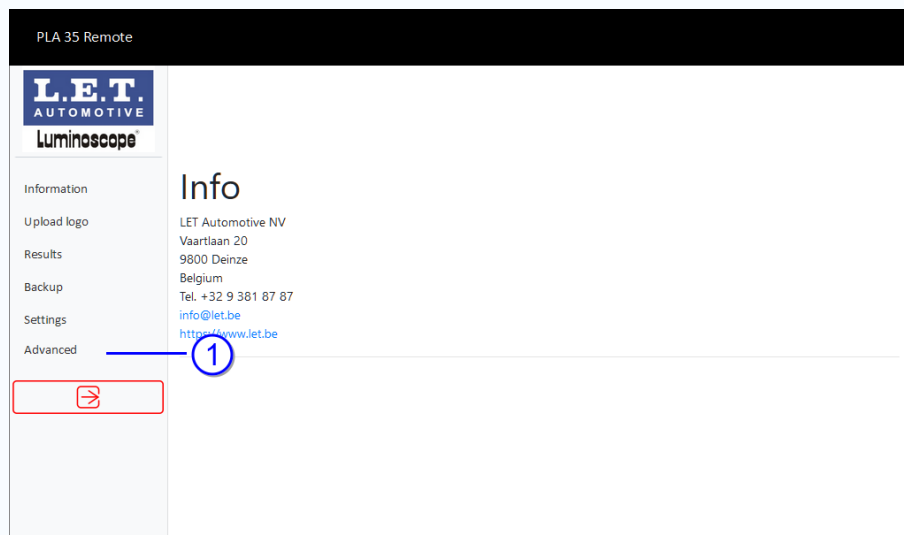 PLA 35 Remote
L.E.T.
AUTOMOTIVE
Luminoscope®
Information
Upload logo
Results
Backup
Settings
Advanced
Info
LET Automotive NV
Vaartlaan 20
9800 Deinze
Belgium
Tel. +32 9 381 87 87
info@let.be
https://www.let.be
1